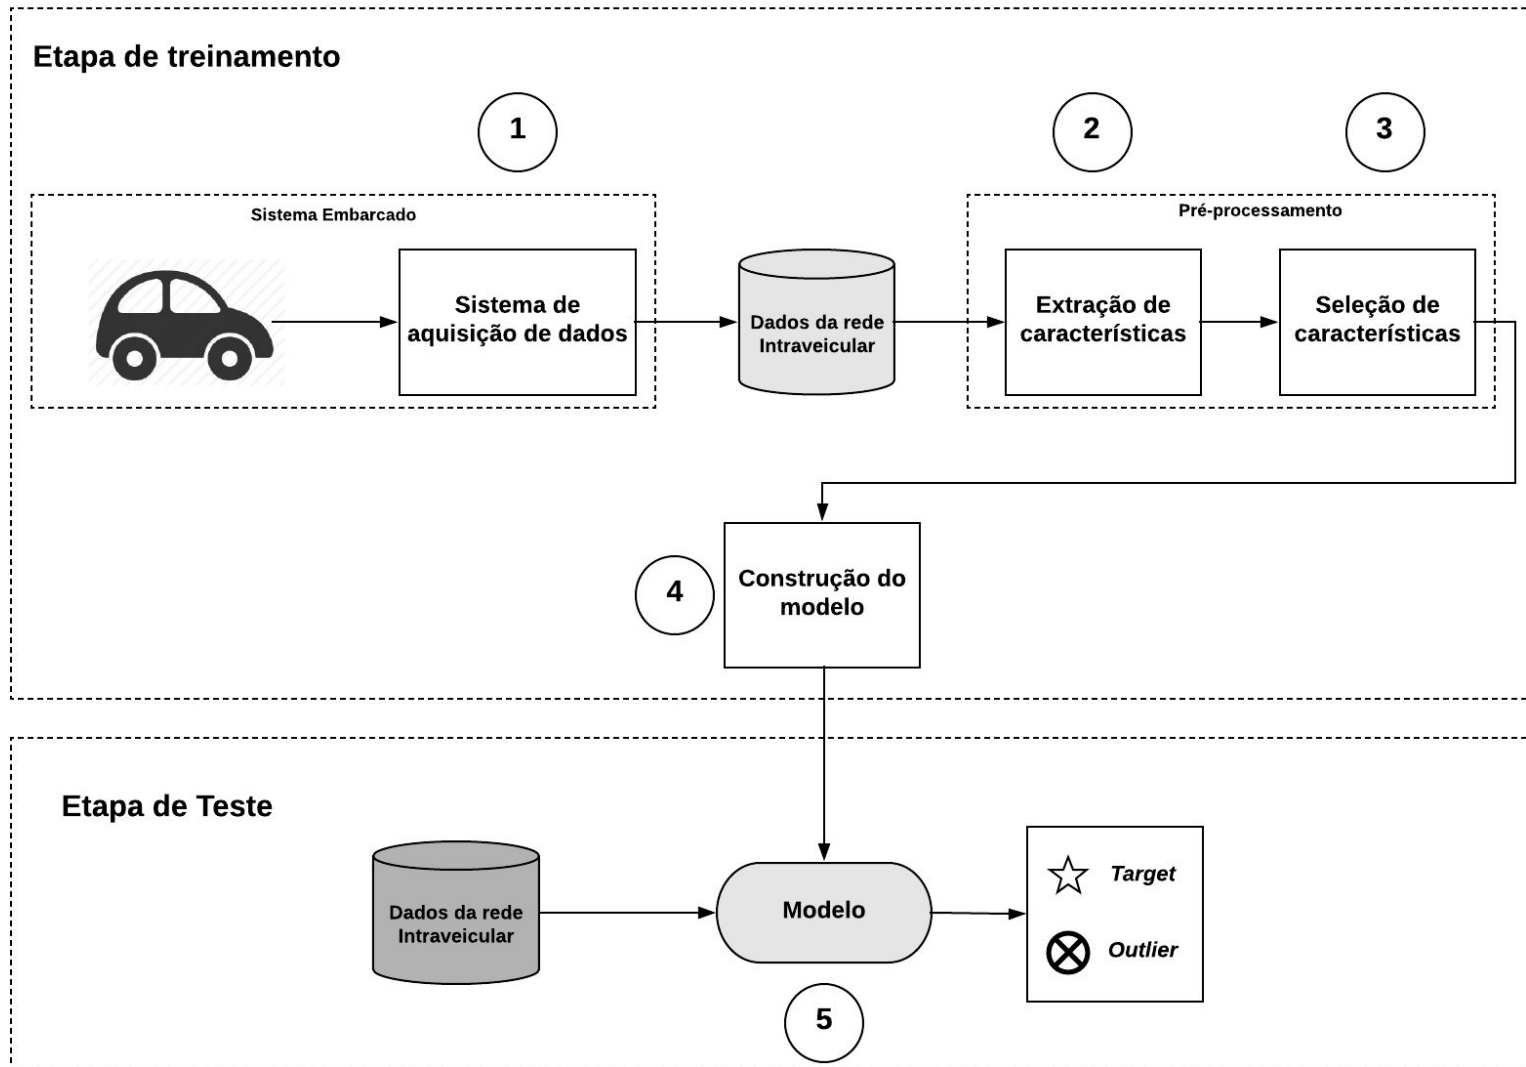 Etapa de treinamento
1
2
3
Sistema Embarcado
Pré-processamento
Sistema de
aquisição de dados
Dados da rede
Intraveicular
Extração de
características
Seleção de
características
4
Construção do
modelo
Etapa de Teste
Dados da rede
Intraveicular
Modelo
Target
Outlier
5